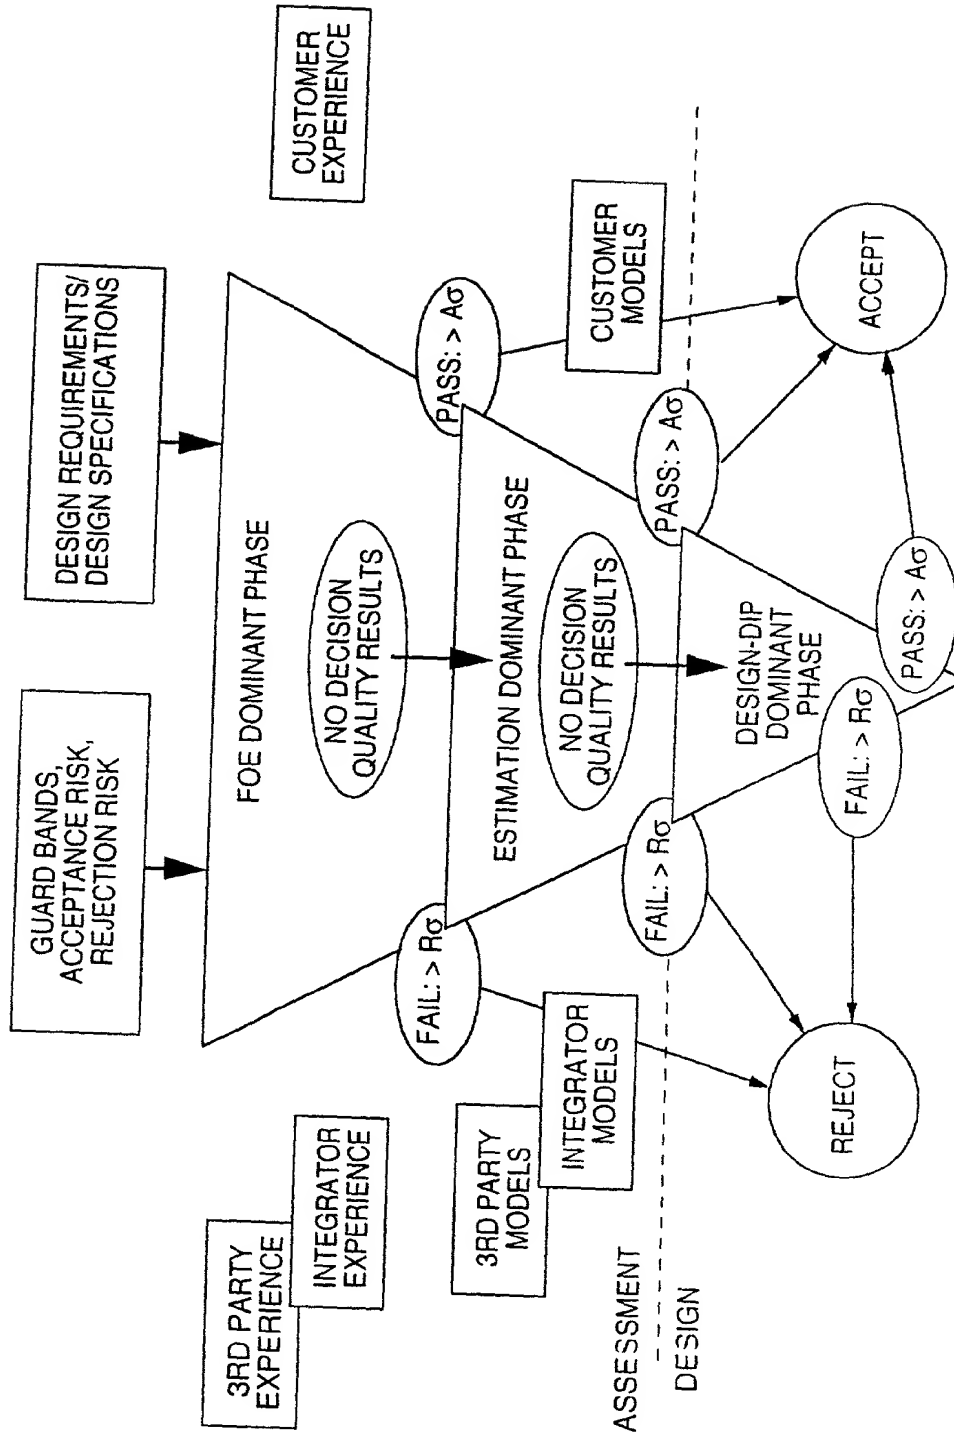 GUARD BANDS,
ACCEPTANCE RISK,
REJECTION RISK
DESIGN REQUIREMENTS/
DESIGN SPECIFICATIONS
3RD PARTY
EXPERIENCE
INTEGRATOR
EXPERIENCE
FOE DOMINANT PHASE
CUSTOMER
EXPERIENCE
NO DECISION
QUALITY RESULTS
FAIL: > Rσ
PASS: > Aσ
3RD PARTY
MODELS
INTEGRATOR
MODELS
ESTIMATION DOMINANT PHASE
CUSTOMER
MODELS
NO DECISION
QUALITY RESULTS
FAIL: > Rσ
PASS: > Aσ
ASSESSMENT
DESIGN
DESIGN-DIP
DOMINANT
PHASE
REJECT
FAIL: > Rσ
PASS: > Aσ
ACCEPT